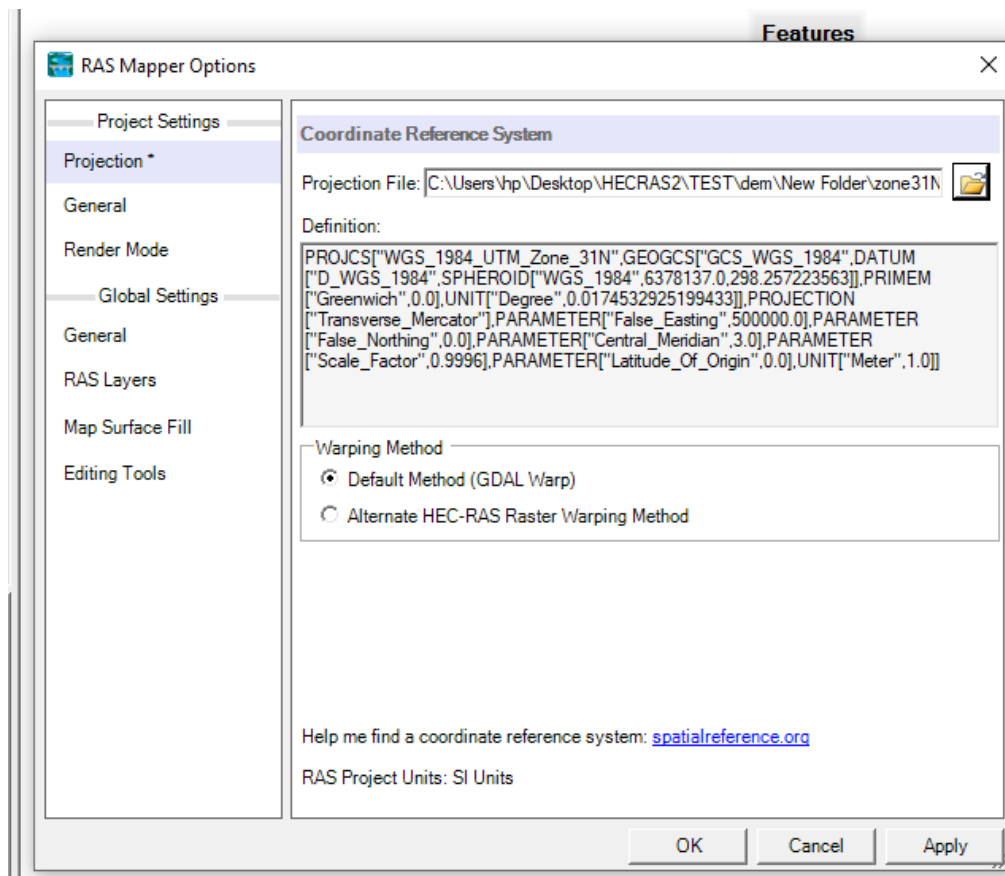 Features
RAS Mapper Options
Project Settings
Projection *
General
Render Mode
Global Settings
General
RAS Layers
Map Surface Fill
Editing Tools
Coordinate Reference System
Projection File: C:\Users\hp\Desktop\HECRAS2\TEST\dem\New Folder\zone31N
Definition:
PROJCS["WGS_1984_UTM_Zone_31N",GEOGCS["GCS_WGS_1984",DATUM
["D_WGS_1984",SPHEROID["WGS_1984",6378137.0,298.257223563]],PRIMEM
["Greenwich",0.0],UNIT["Degree",0.0174532925199433]],PROJECTION
["Transverse_Mercator"],PARAMETER["False_Easting",500000.0],PARAMETER
["False_Northing",0.0],PARAMETER["Central_Meridian",3.0],PARAMETER
["Scale_Factor",0.9996],PARAMETER["Latitude_Of_Origin",0.0],UNIT["Meter",1.0]]
Warping Method
Default Method (GDAL Warp)
Alternate HEC-RAS Raster Warping Method
Help me find a coordinate reference system: spatialreference.org
RAS Project Units: SI Units
OK
Cancel
Apply